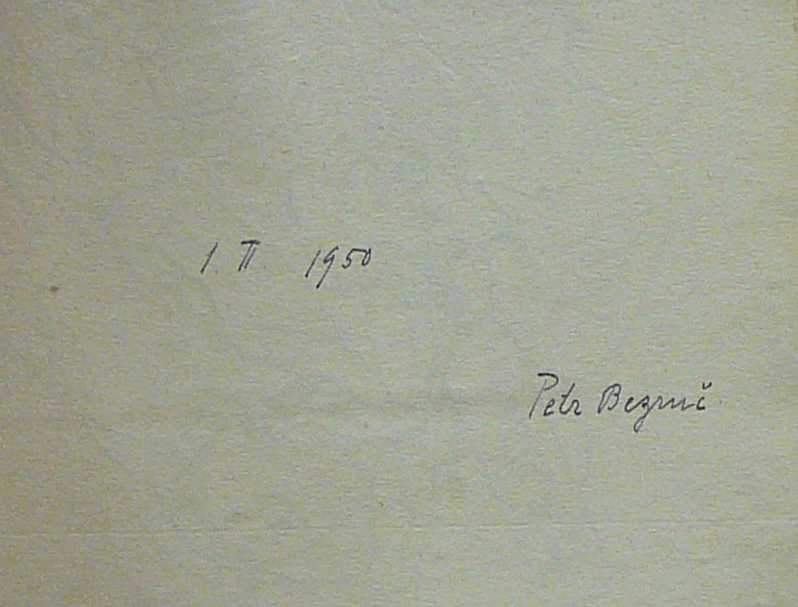 1. II. 1950
Petr Bezruč